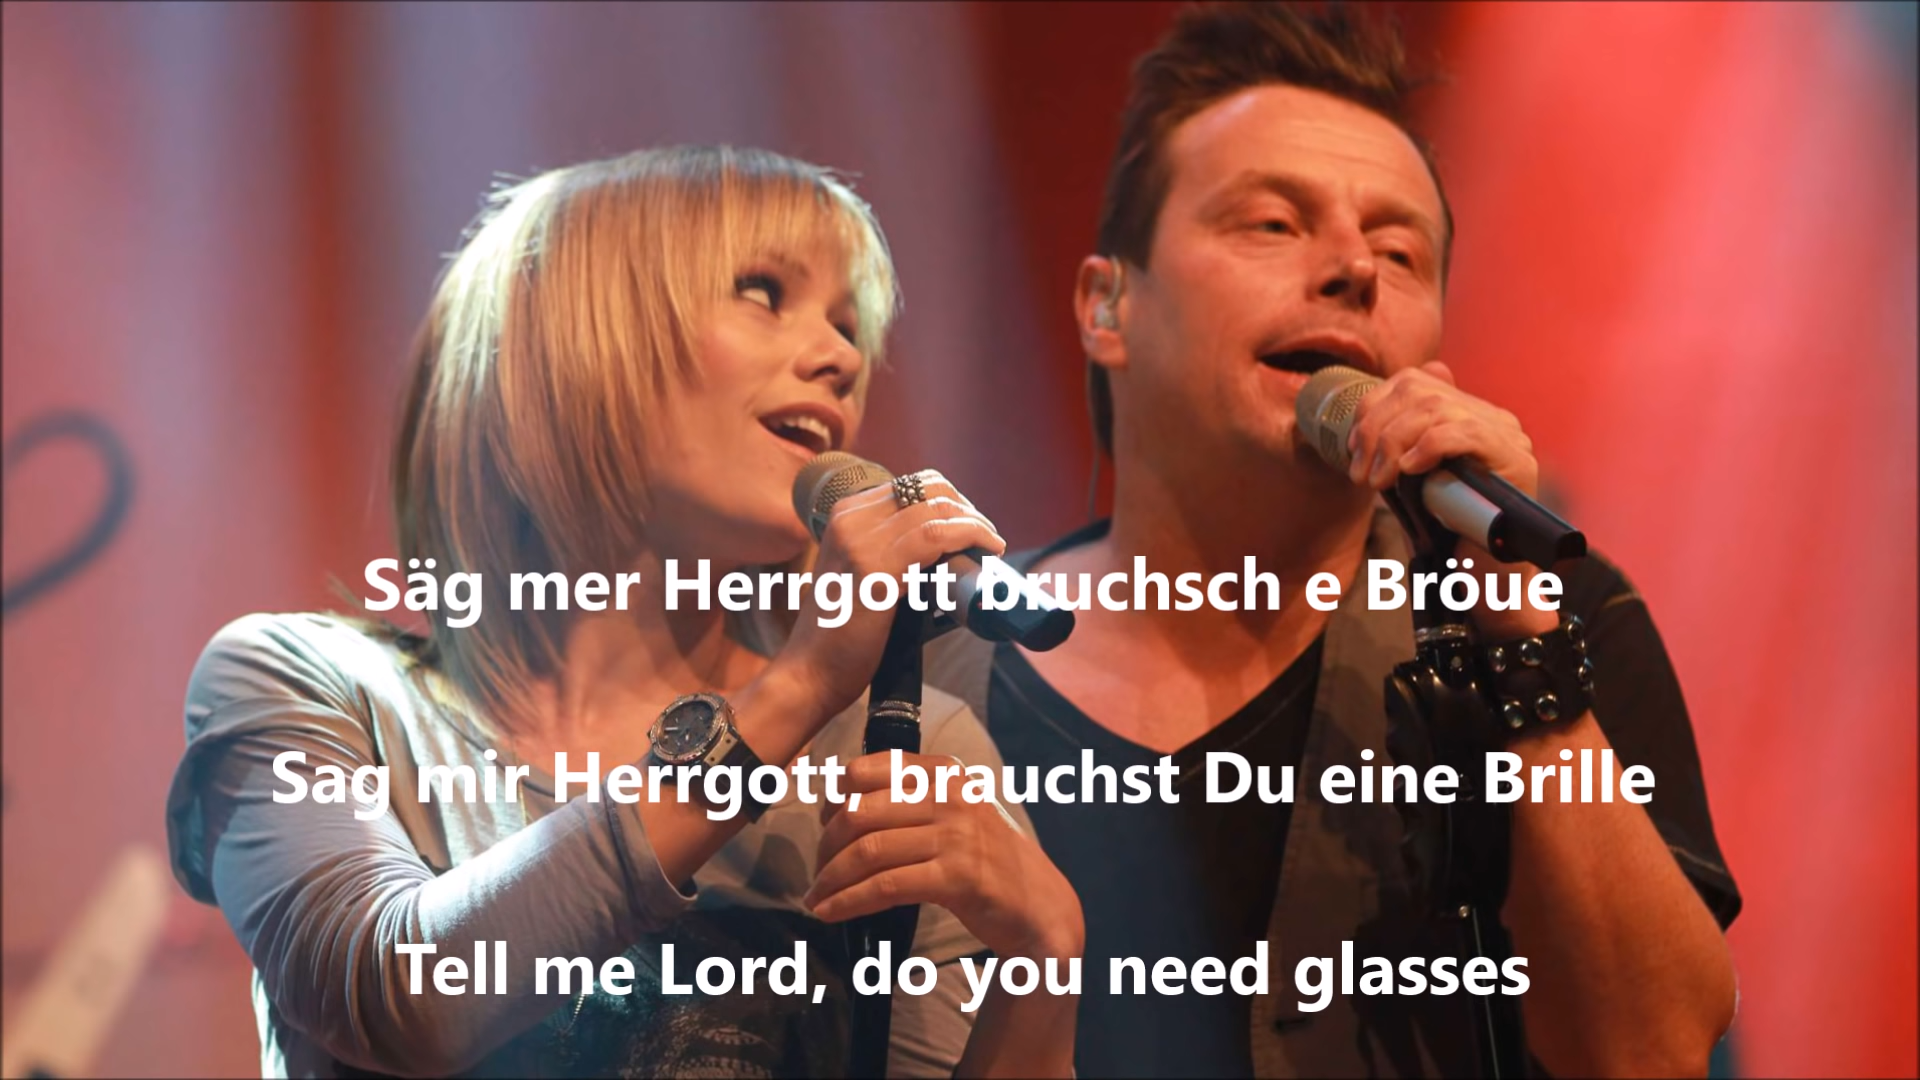 Säg mer Herrgott bruchsch e Bröue
Sag mir Herrgott, brauchst Du eine Brille
Tell me Lord, do you need glasses